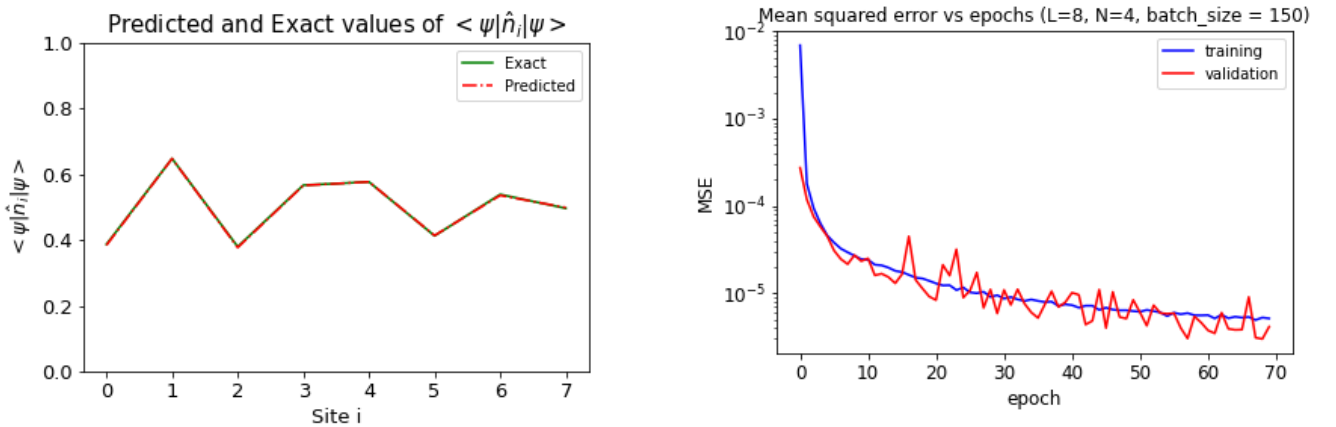 Predicted and Exact values of < ψ|n̂ᵢ|ψ >
1.0
0.8
0.6
0.4
0.2
0.0
< ψ|n̂ᵢ|ψ >
Exact
Predicted
0 1 2 3 4 5 6 7
Site i
Mean squared error vs epochs (L=8, N=4, batch_size = 150)
10⁻²
10⁻³
10⁻⁴
10⁻⁵
MSE
training
validation
0 10 20 30 40 50 60 70
epoch